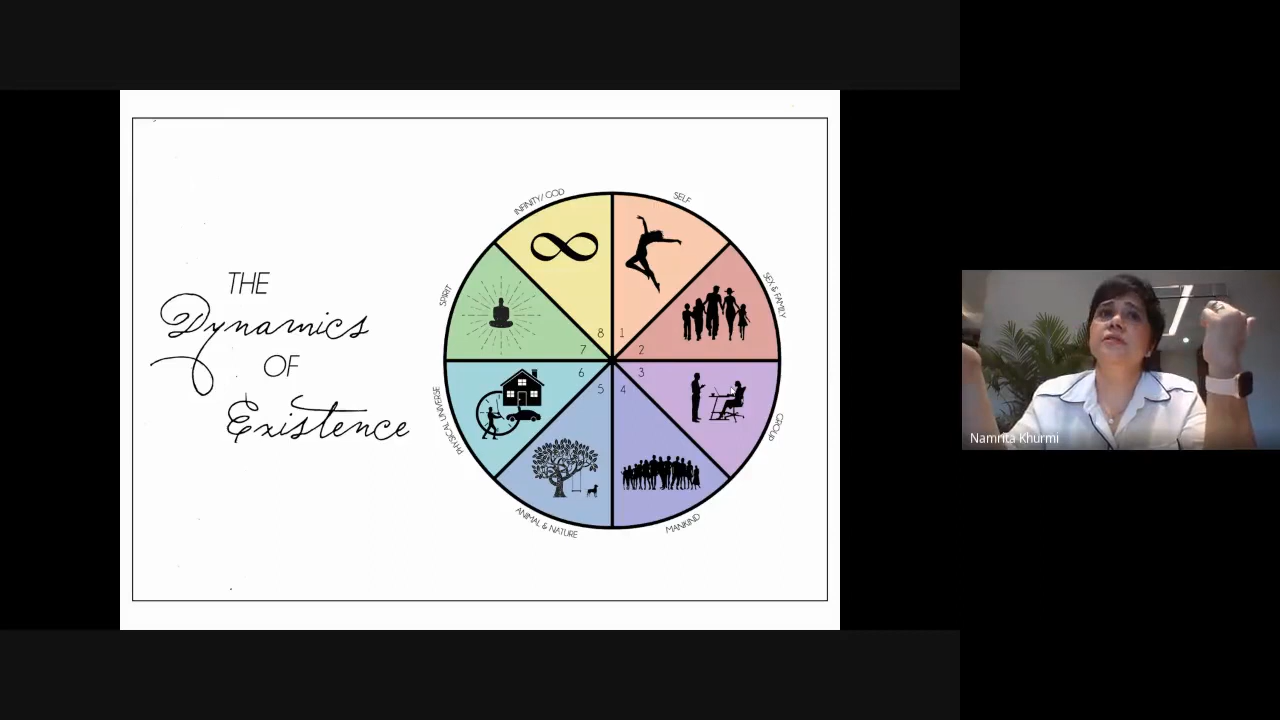 THE
Dynamics
OF
Existence
INFINITY/ GOD
SELF
SPIRIT
SEX & FAMILY
8
1
7
2
6
3
5
4
PHYSICAL UNIVERSE
GROUP
ANIMAL & NATURE
MANKIND
Namrita Khurmi